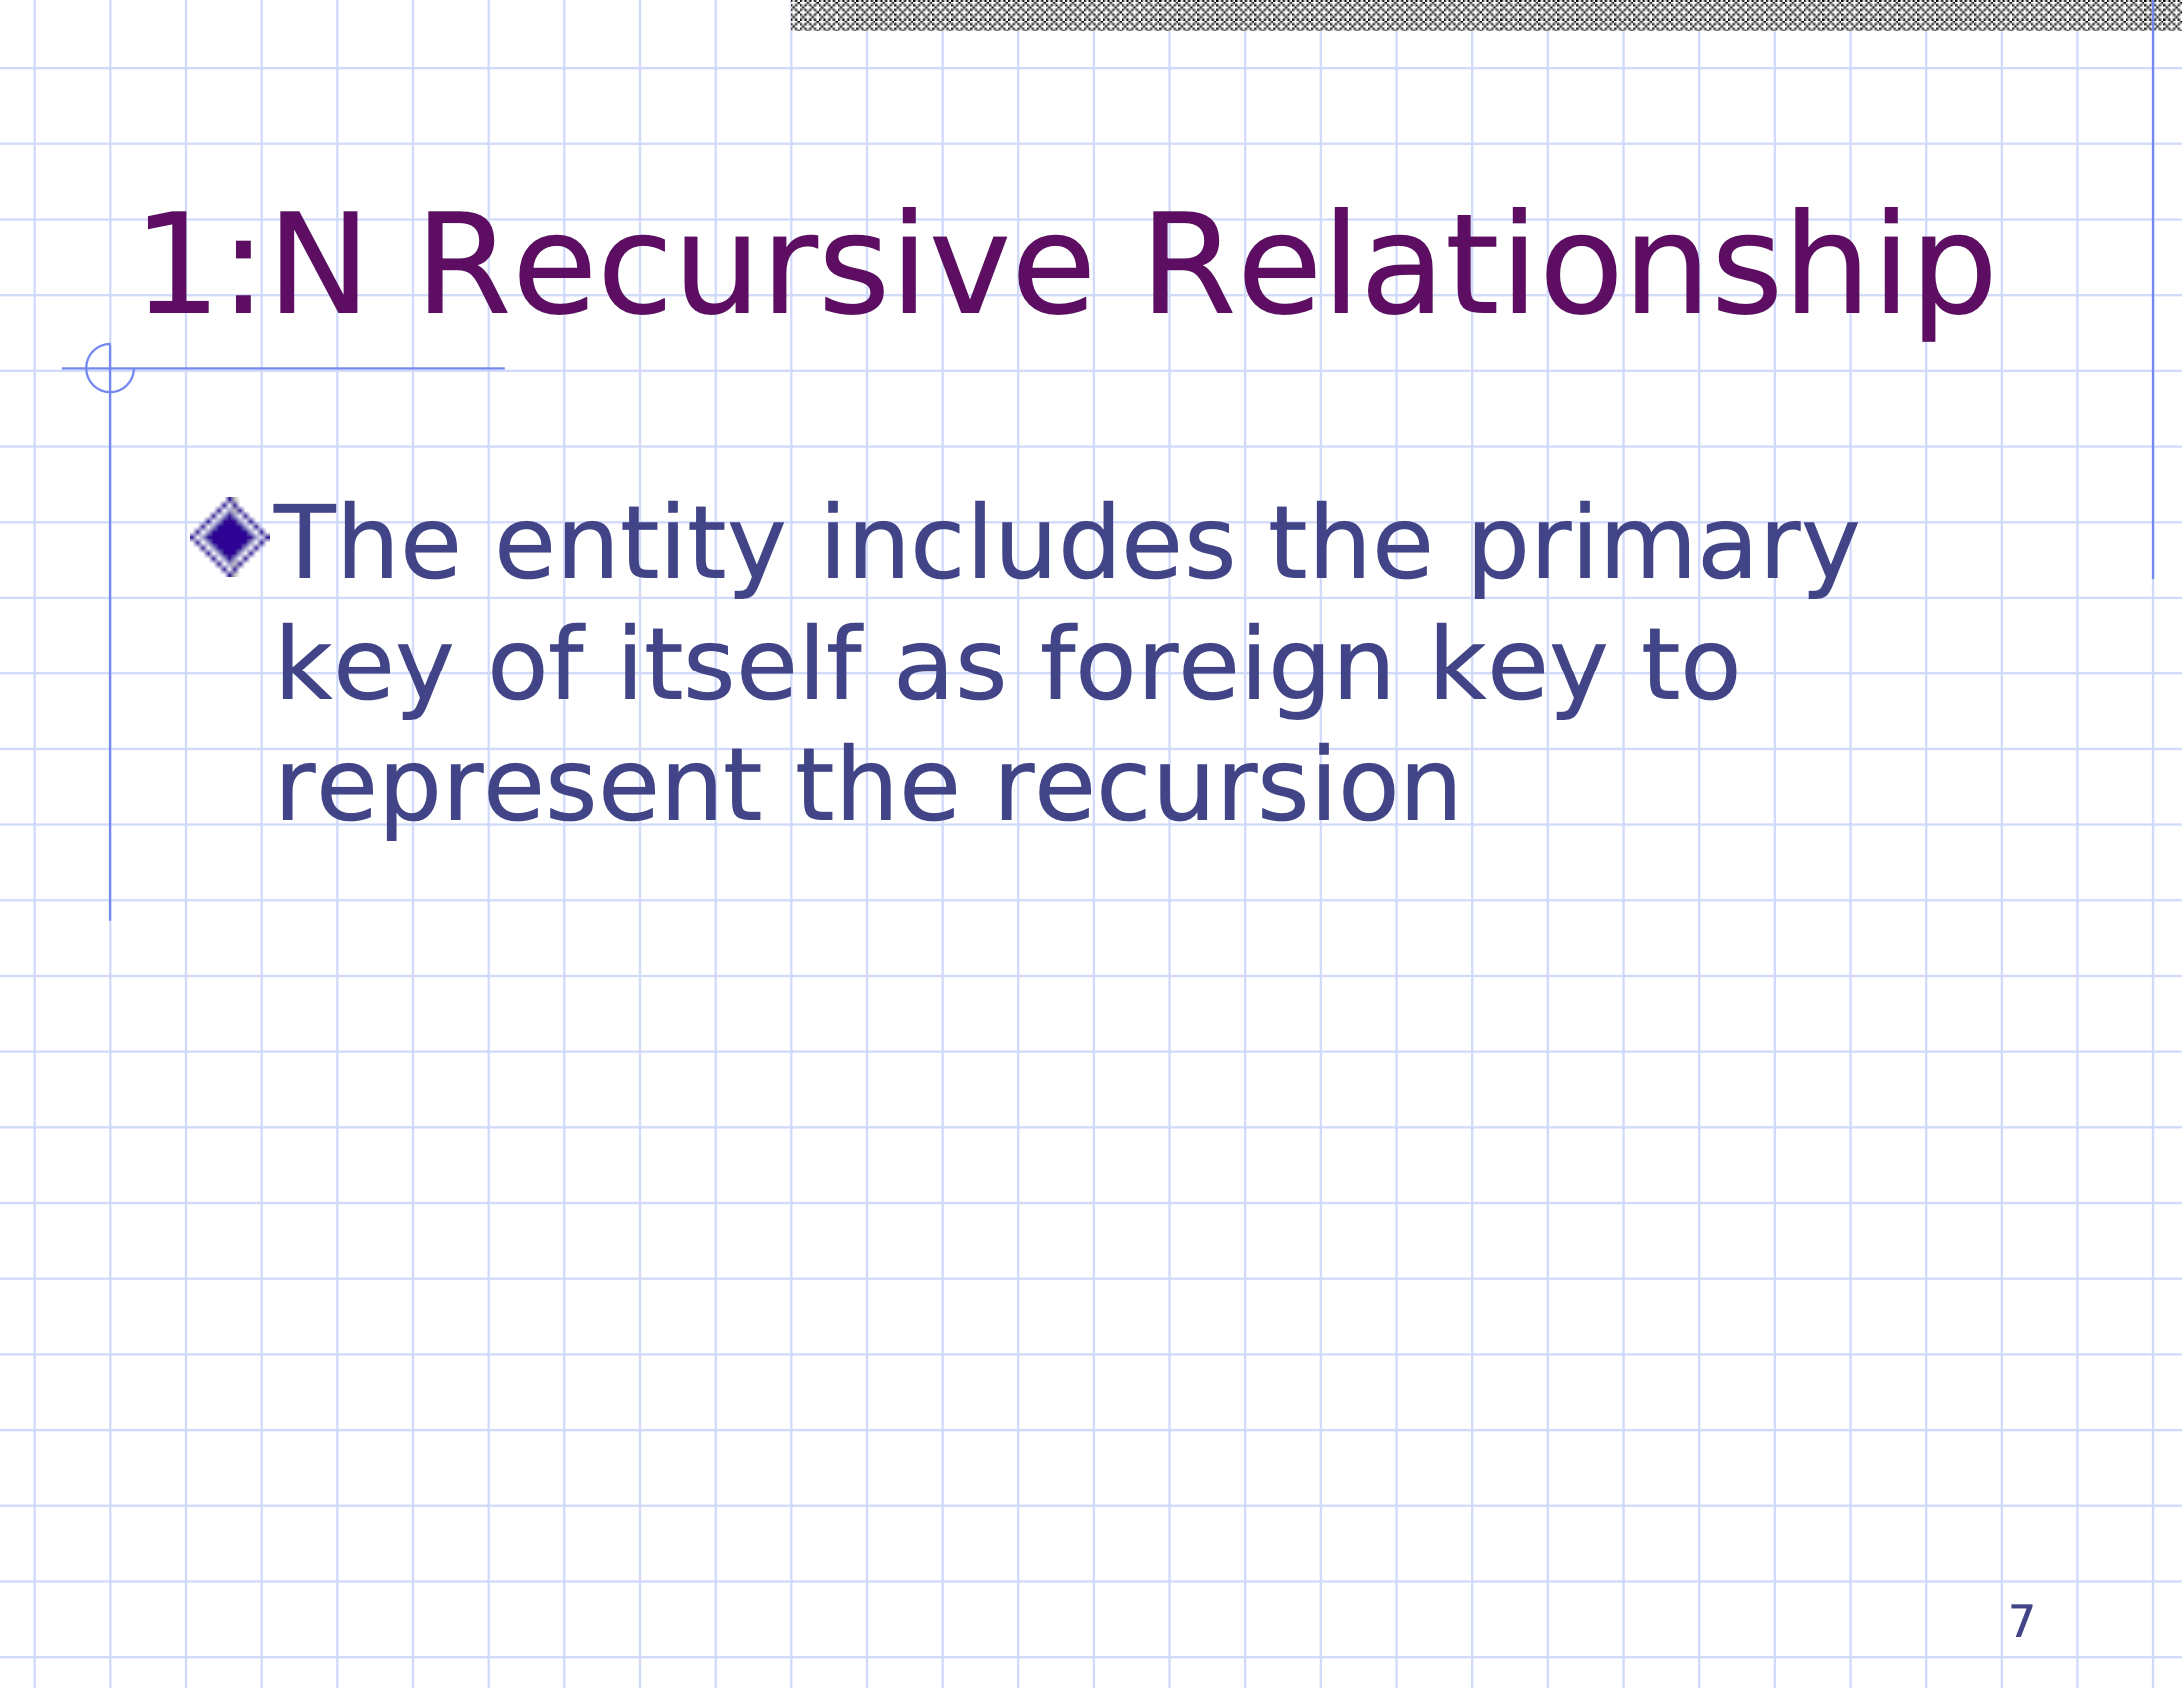 1:N Recursive Relationship
The entity includes the primary
key of itself as foreign key to
represent the recursion
7